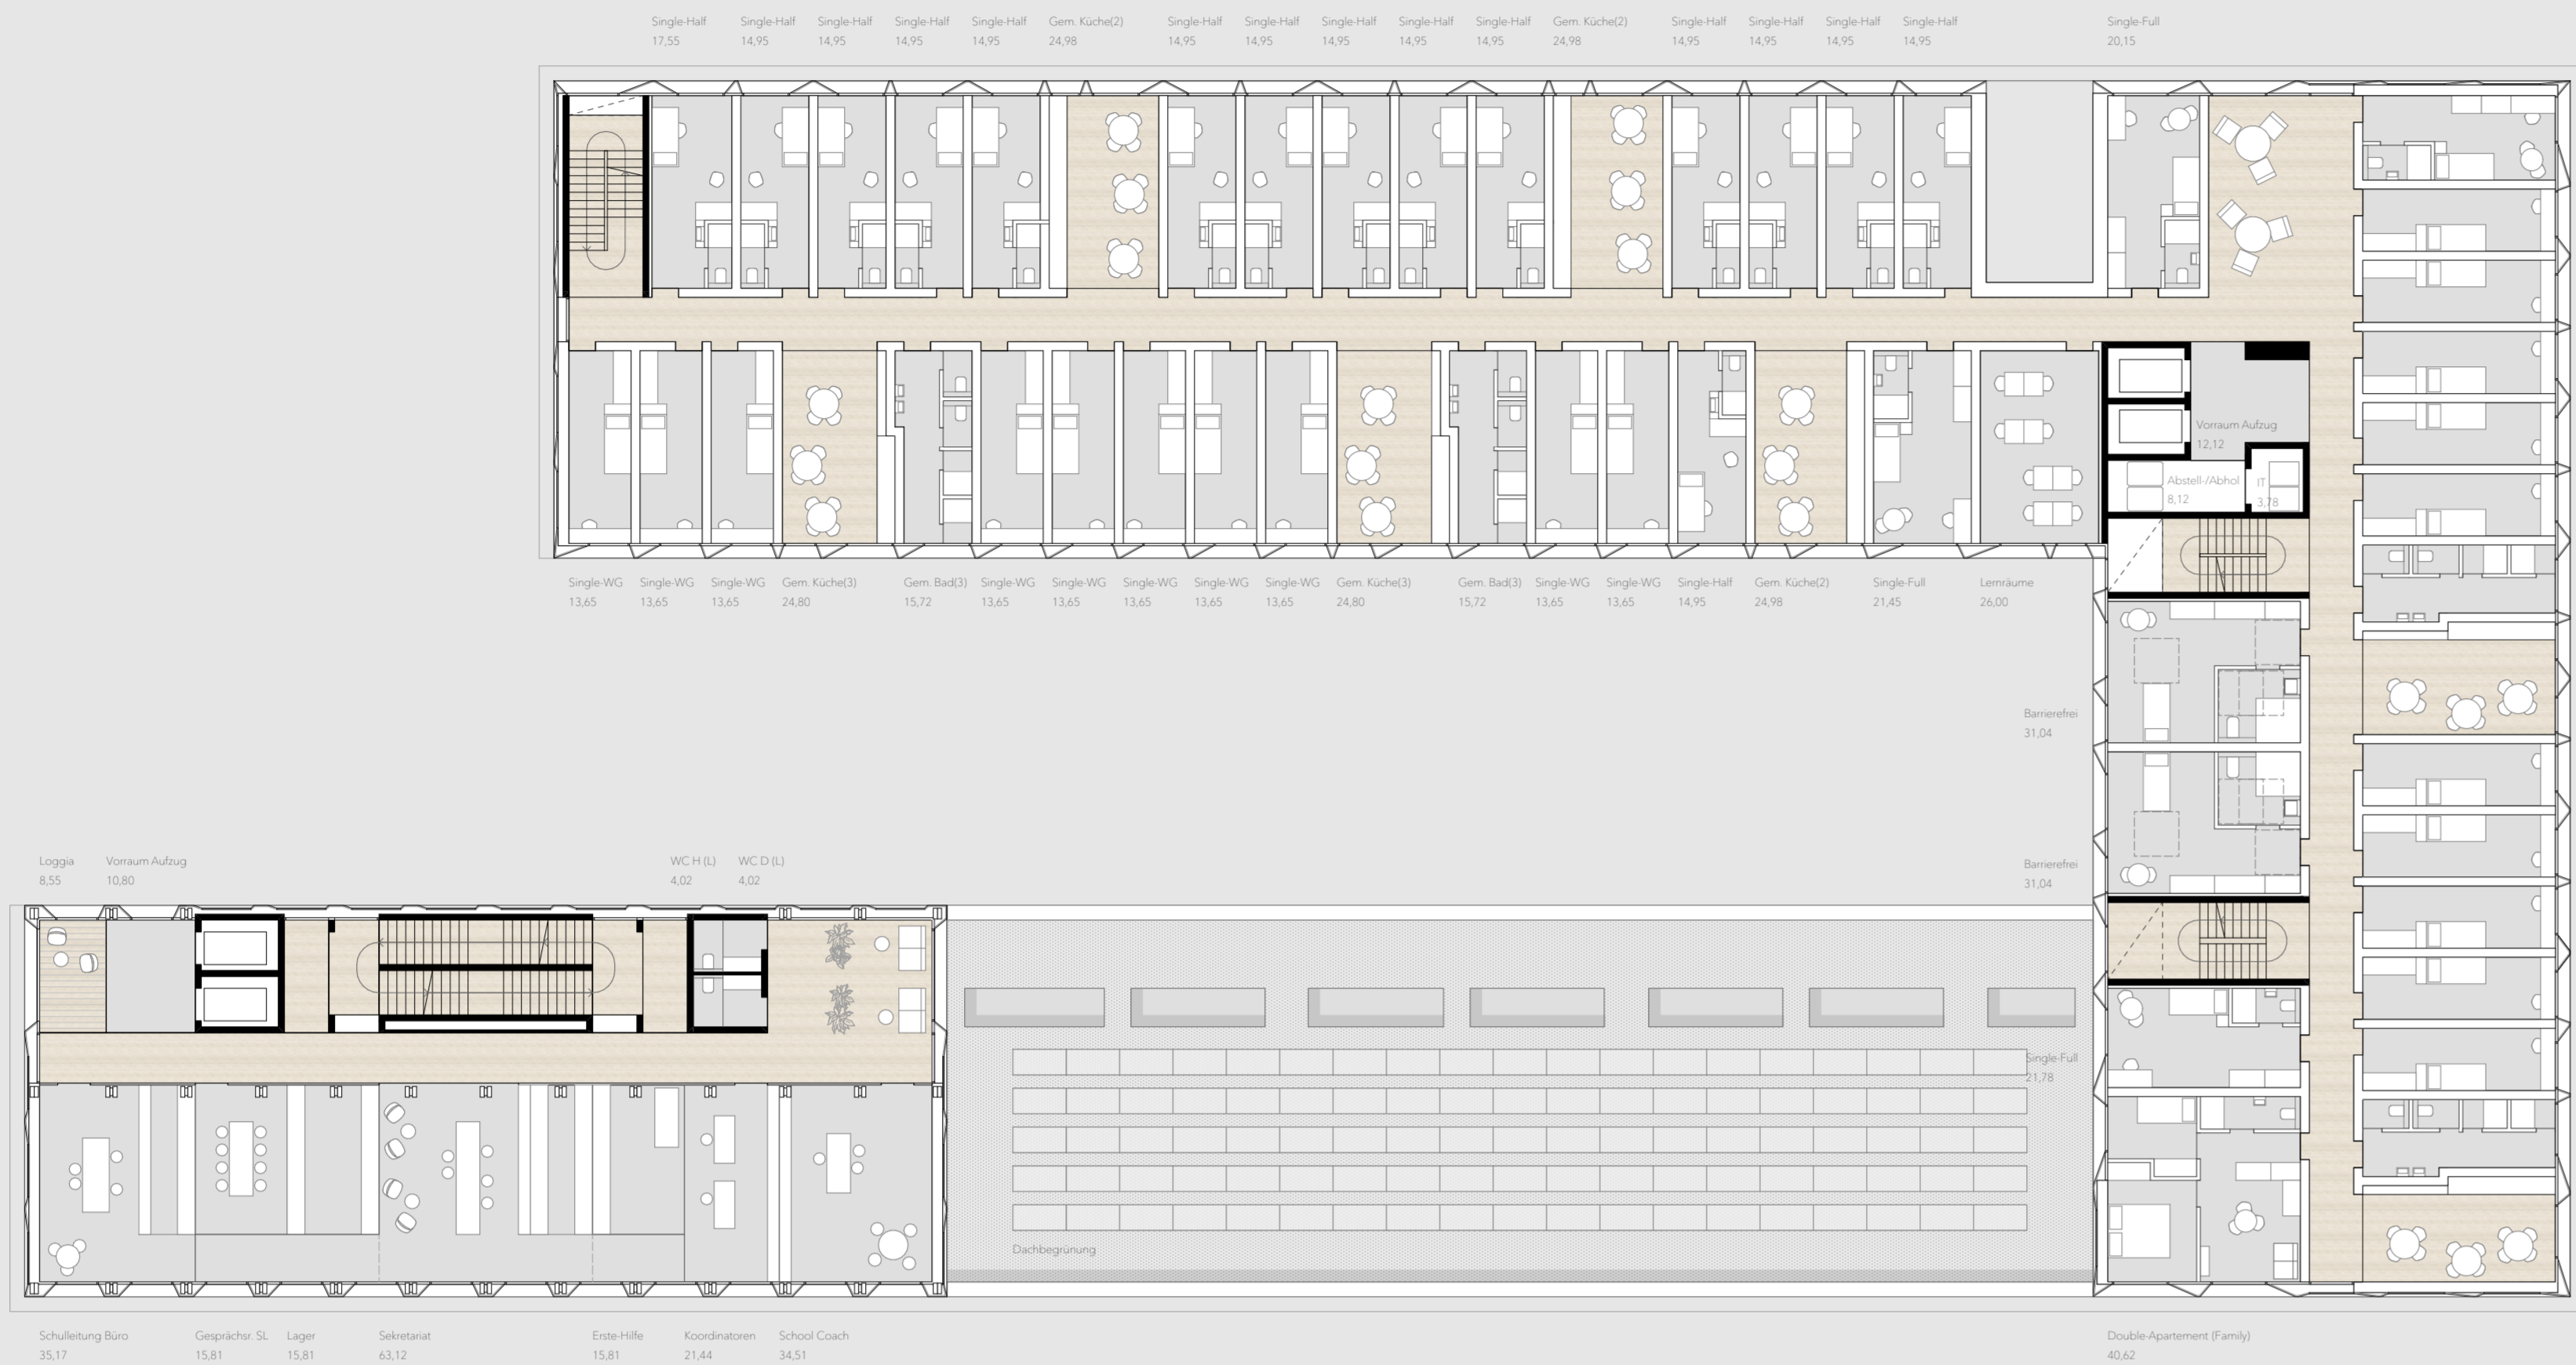 Single-Half Single-Half Single-Half Single-Half Single-Half Gem. Küche(2) Single-Half Single-Half Single-Half Single-Half Single-Half Gem. Küche(2) Single-Half Single-Half Single-Half Single-Half Single-Full
17,55 14,95 14,95 14,95 14,95 24,98 14,95 14,95 14,95 14,95 14,95 24,98 14,95 14,95 14,95 14,95 20,15
Vorraum Aufzug
12,12
Abstell-/Abhol IT
8,12 3,78
Single-WG Single-WG Single-WG Gem. Küche(3) Gem. Bad(3) Single-WG Single-WG Single-WG Single-WG Single-WG Gem. Küche(3) Gem. Bad(3) Single-WG Single-WG Single-Half Gem. Küche(2) Single-Full Lernräume
13,65 13,65 13,65 24,80 15,72 13,65 13,65 13,65 13,65 13,65 24,80 15,72 13,65 13,65 14,95 24,98 21,45 26,00
Barrierefrei
31,04
Loggia Vorraum Aufzug WC H (L) WC D (L) Barrierefrei
8,55 10,80 4,02 4,02 31,04
Single-Full
21,78
Dachbegrünung
Schulleitung Büro Gesprächsr. SL Lager Sekretariat Erste-Hilfe Koordinatoren School Coach Double-Apartement (Family)
35,17 15,81 15,81 63,12 15,81 21,44 34,51 40,62